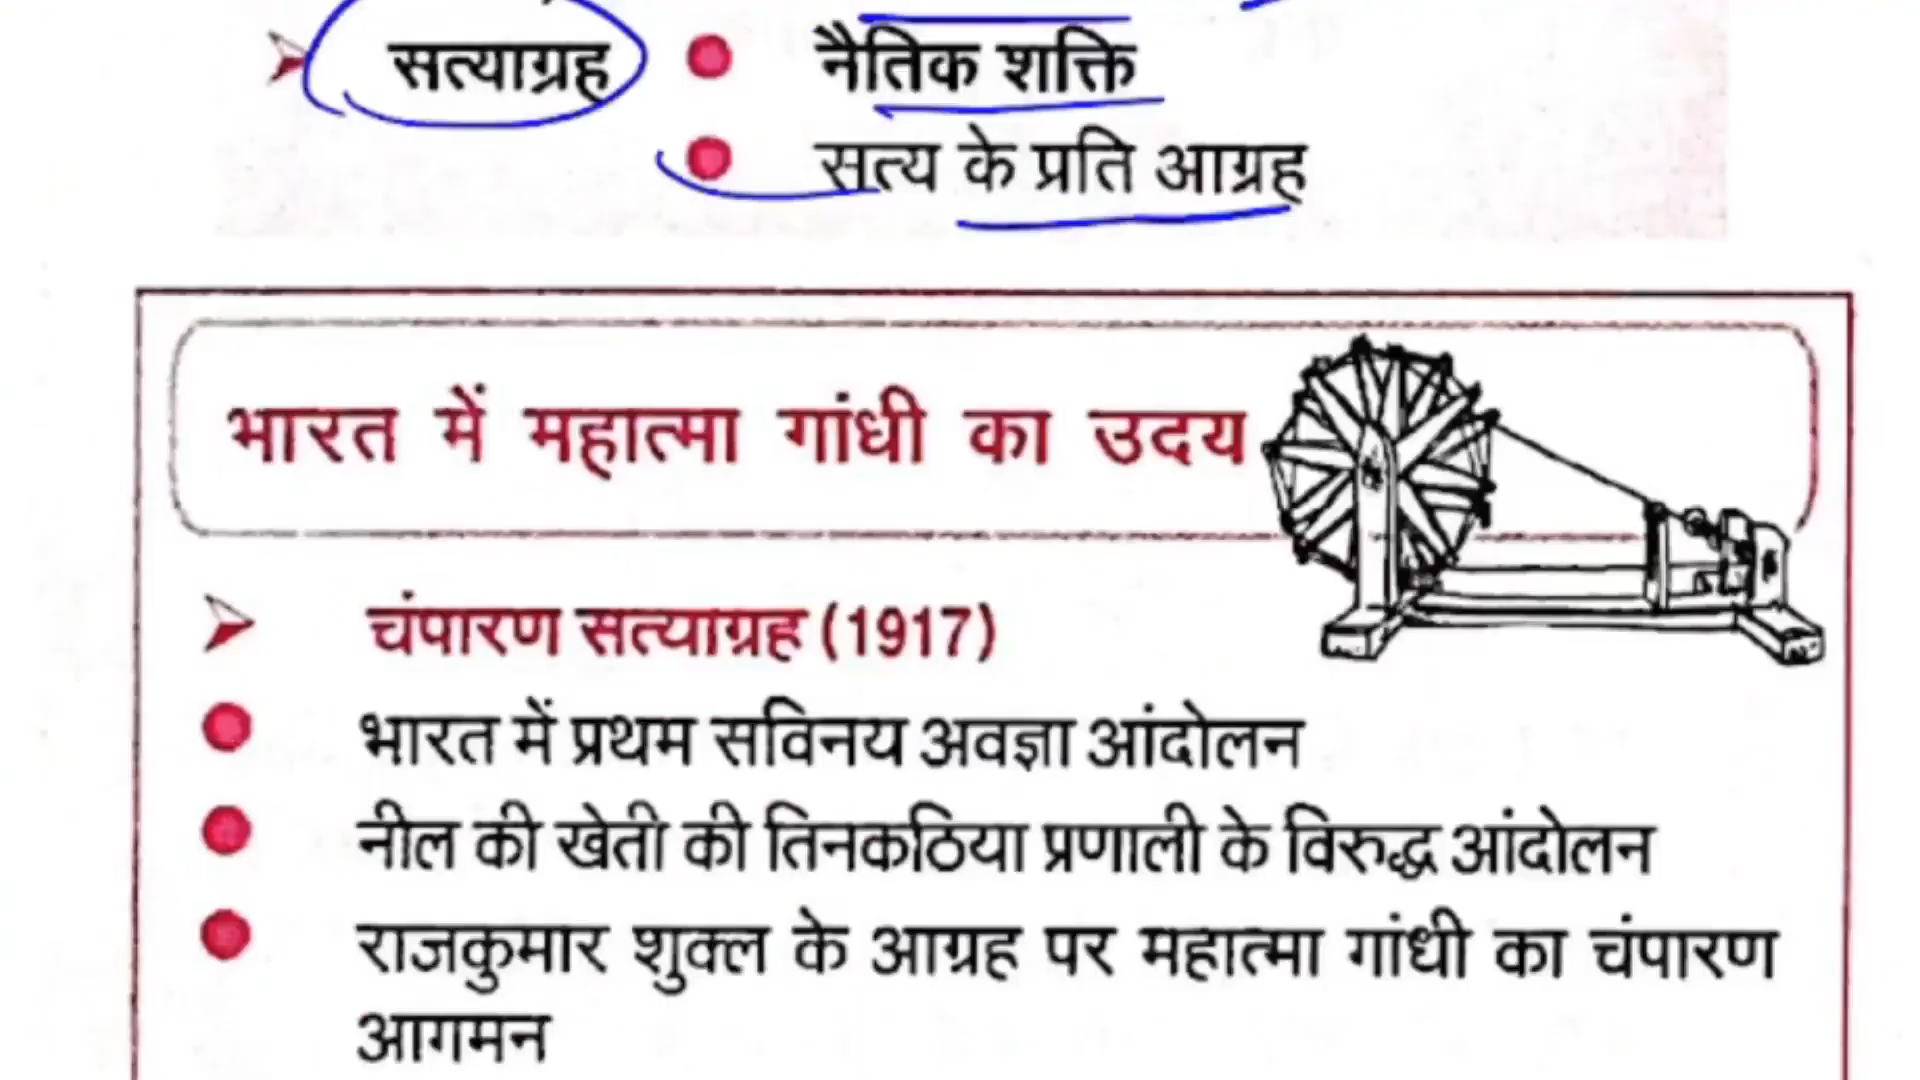 सत्याग्रह नैतिक शक्ति
सत्य के प्रति आग्रह
भारत में महात्मा गांधी का उदय
चंपारण सत्याग्रह (1917)
भारत में प्रथम सविनय अवज्ञा आंदोलन
नील की खेती की तिनकठिया प्रणाली के विरुद्ध आंदोलन
राजकुमार शुक्ल के आग्रह पर महात्मा गांधी का चंपारण
आगमन